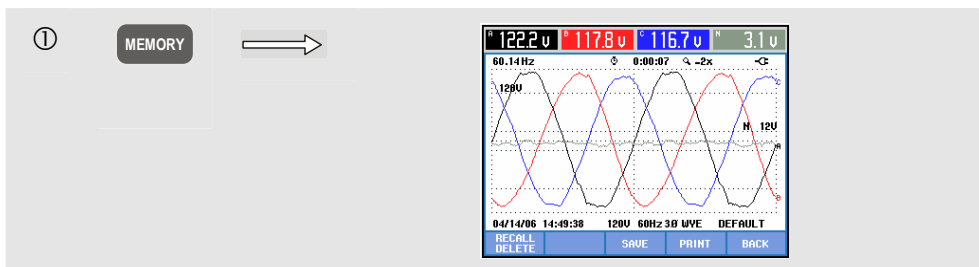 ① MEMORY
A 122.2 V B 117.8 V C 116.7 V N 3.1 V
60.14Hz 0:00:07 -2x
C
120V
N 12V
A
B
04/14/06 14:49:38 120V 60Hz 3Ø WYE DEFAULT
RECALL
DELETE SAVE PRINT BACK